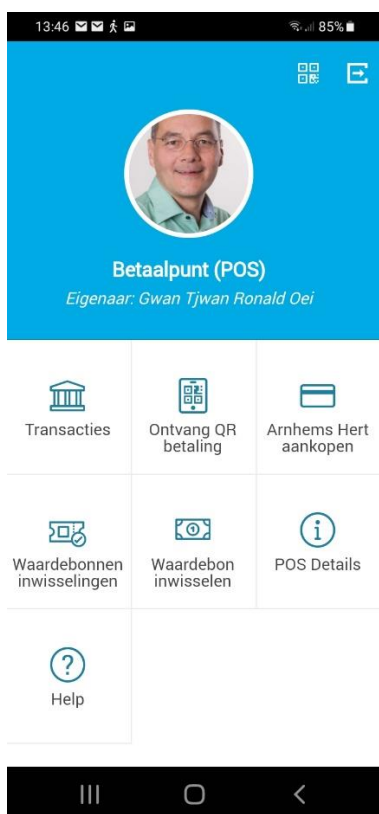 13:46
85%
Betaalpunt (POS)
Eigenaar: Gwan Tjwan Ronald Oei
Transacties
Ontvang QR
betaling
Arnhems Hert
aankopen
Waardebonnen
inwisselingen
Waardebon
inwisselen
POS Details
Help